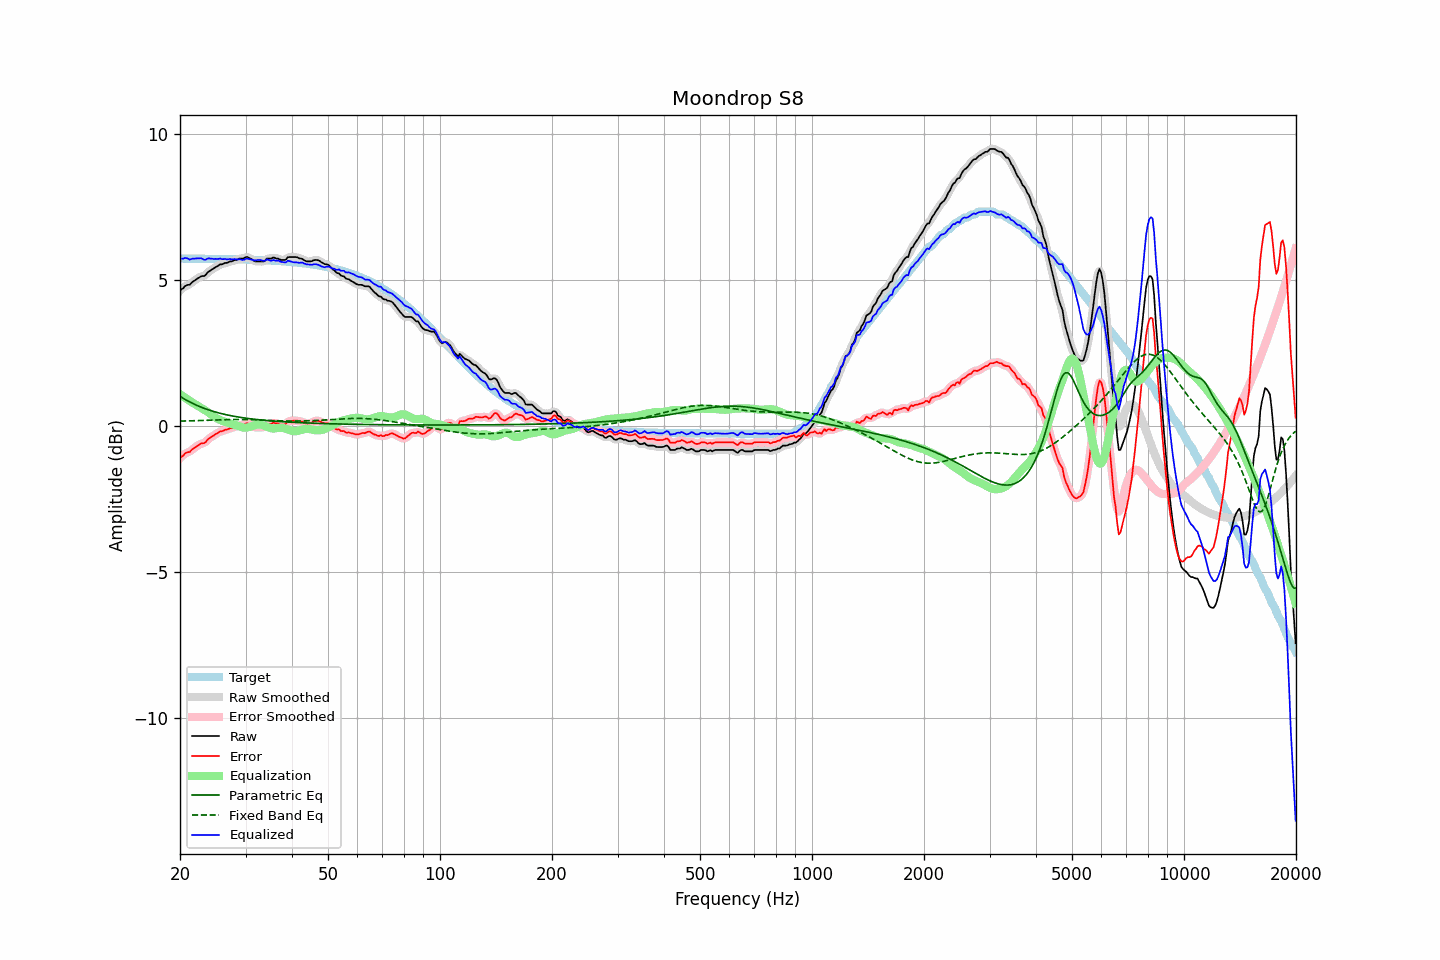 Moondrop S8
Amplitude (dBr)
10
5
0
−5
−10
Target
Raw Smoothed
Error Smoothed
Raw
Error
Equalization
Parametric Eq
Fixed Band Eq
Equalized
20 50 100 200 500 1000 2000 5000 10000 20000
Frequency (Hz)